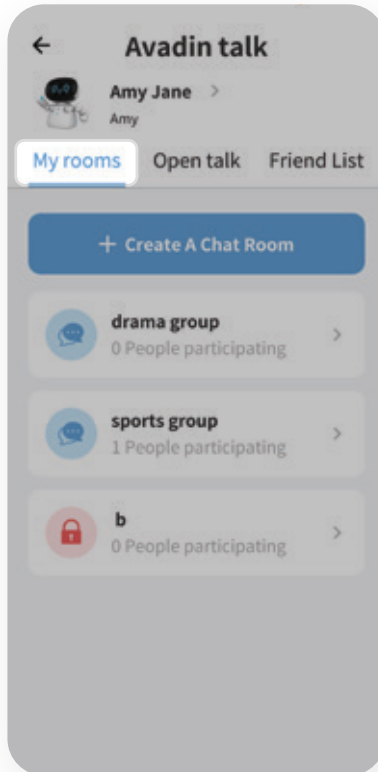 Avadin talk
Amy Jane
Amy
My rooms Open talk Friend List
+ Create A Chat Room
drama group
0 People participating
sports group
1 People participating
b
0 People participating